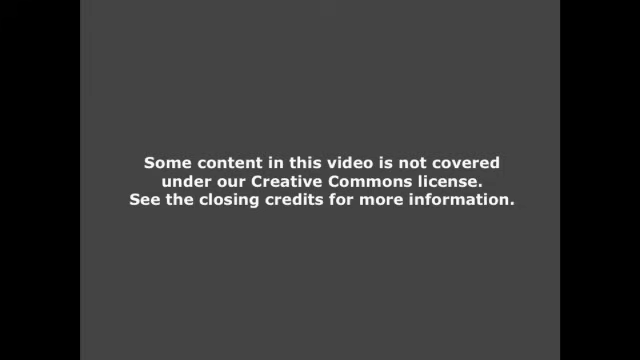 Some content in this video is not covered
under our Creative Commons license.
See the closing credits for more information.